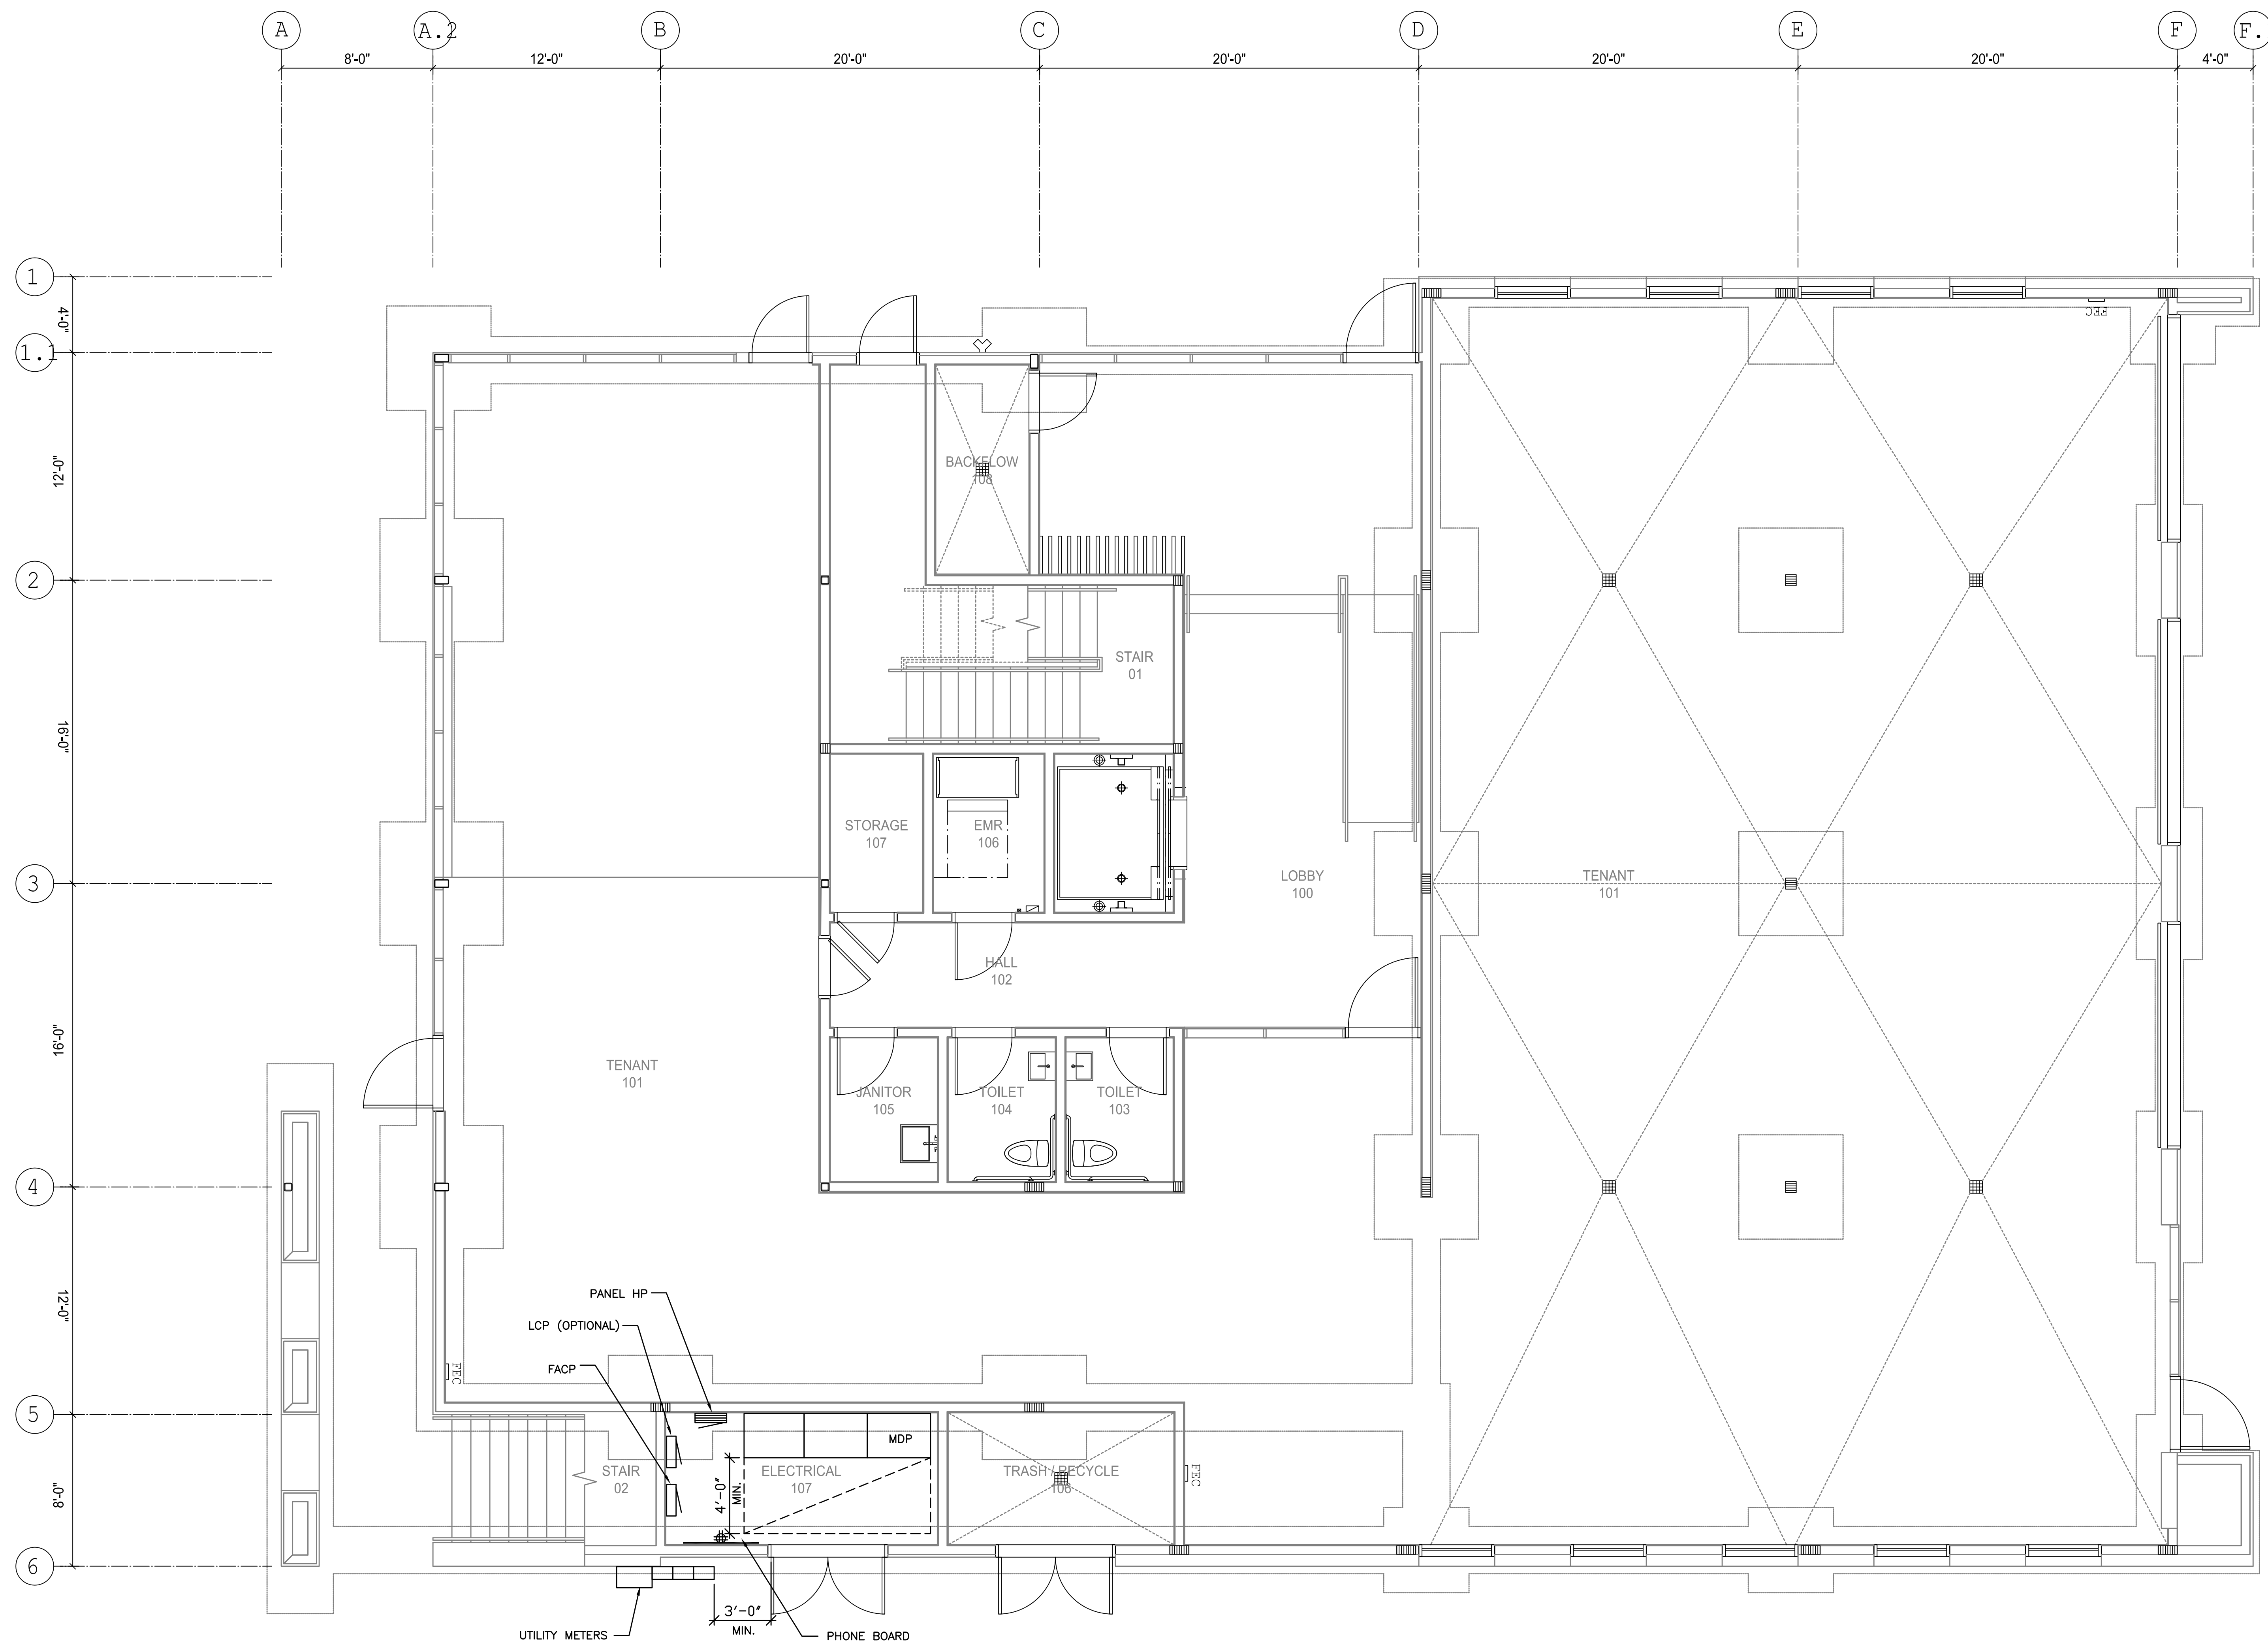 A
A.2
B
C
D
E
F
F.
8'-0"
12'-0"
20'-0"
20'-0"
20'-0"
20'-0"
4'-0"
1
4'-0"
1.1
FEC
12'-0"
BACKFLOW
108
2
STAIR
01
16'-0"
STORAGE
107
EMR
106
3
LOBBY
100
TENANT
101
HALL
102
16'-0"
TENANT
101
JANITOR
105
TOILET
104
TOILET
103
4
12'-0"
PANEL HP
LCP (OPTIONAL)
FACP
FEC
5
MDP
STAIR
02
ELECTRICAL
107
TRASH / RECYCLE
106
FEC
4'-0"
MIN.
8'-0"
6
3'-0"
MIN.
UTILITY METERS
PHONE BOARD